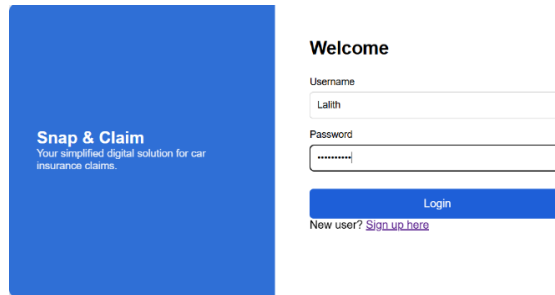 Snap & Claim
Your simplified digital solution for car
insurance claims.
Welcome
Username
Lalith
Password
••••••••••
Login
New user? Sign up here